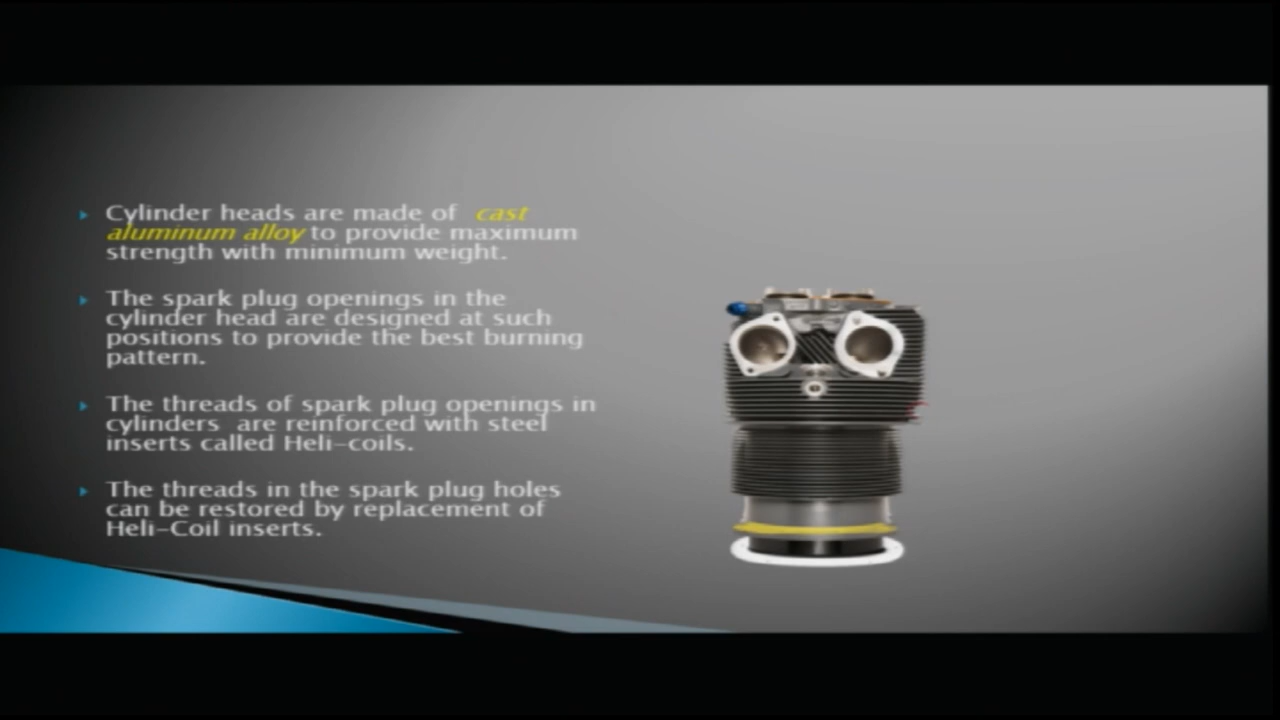 Cylinder heads are made of cast
aluminum alloy to provide maximum
strength with minimum weight.
The spark plug openings in the
cylinder head are designed at such
positions to provide the best burning
pattern.
The threads of spark plug openings in
cylinders are reinforced with steel
inserts called Heli-coils.
The threads in the spark plug holes
can be restored by replacement of
Heli-Coil inserts.